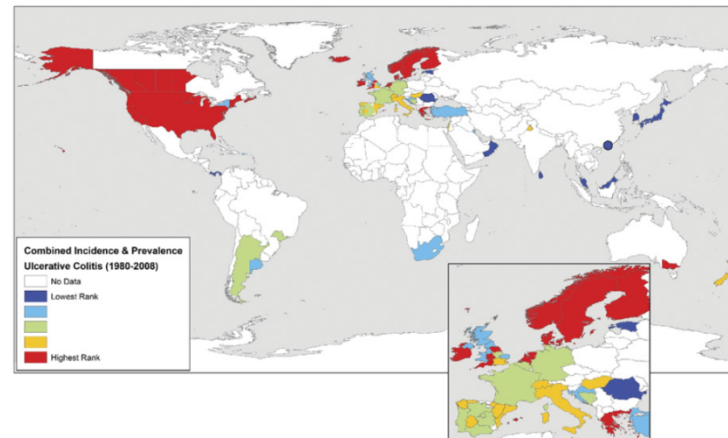 Combined Incidence & Prevalence
Ulcerative Colitis (1980-2008)
No Data
Lowest Rank
Highest Rank